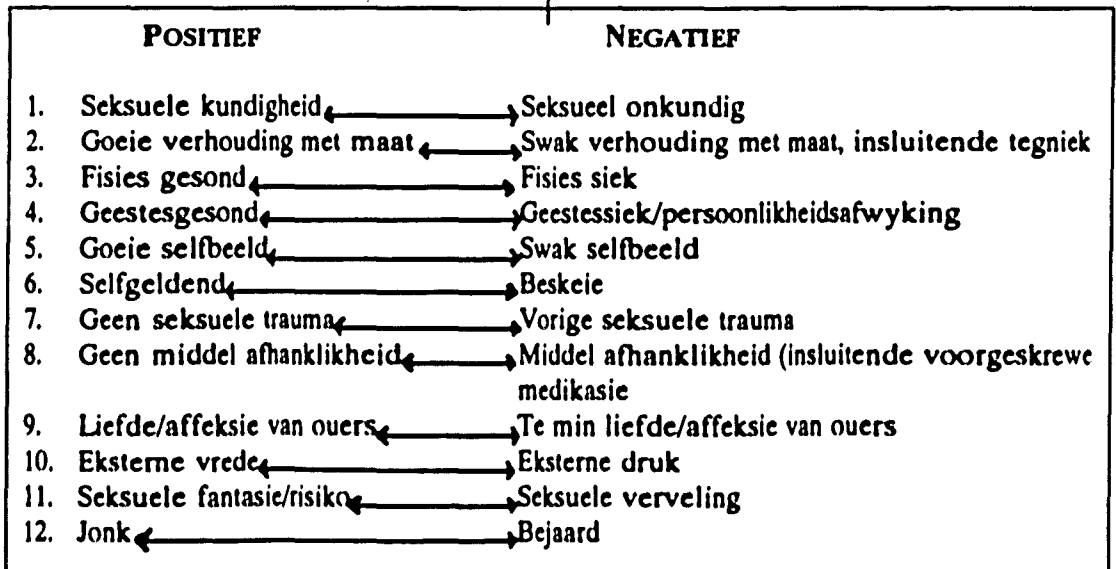 POSITIEF NEGATIEF
1. Seksuele kundigheid Seksueel onkundig
2. Goeie verhouding met maat Swak verhouding met maat, insluitende tegniek
3. Fisies gesond Fisies siek
4. Geestesgesond Geestessiek/persoonlikheidsafwyking
5. Goeie selfbeeld Swak selfbeeld
6. Selfgeldend Beskeie
7. Geen seksuele trauma Vorige seksuele trauma
8. Geen middel afhanklikheid Middel afhanklikheid (insluitende voorgeskrewe
medikasie
9. Liefde/affeksie van ouers Te min liefde/affeksie van ouers
10. Eksterne vrede Eksterne druk
11. Seksuele fantasie/risiko Seksuele verveling
12. Jonk Bejaard